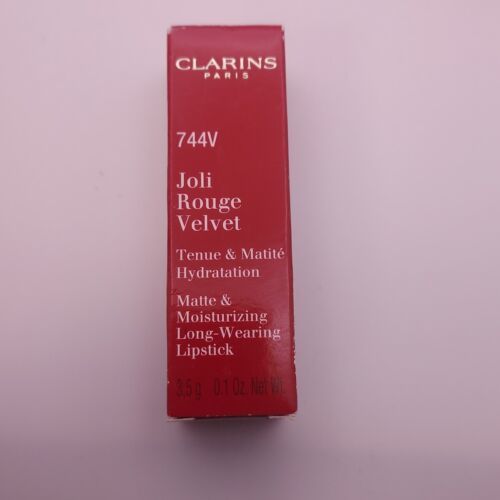 CLARINS
PARIS
744V
Joli
Rouge
Velvet
Tenue & Matité
Hydratation
Matte &
Moisturizing
Long-Wearing
Lipstick
3,5 g 0.1 Oz. Net Wt.